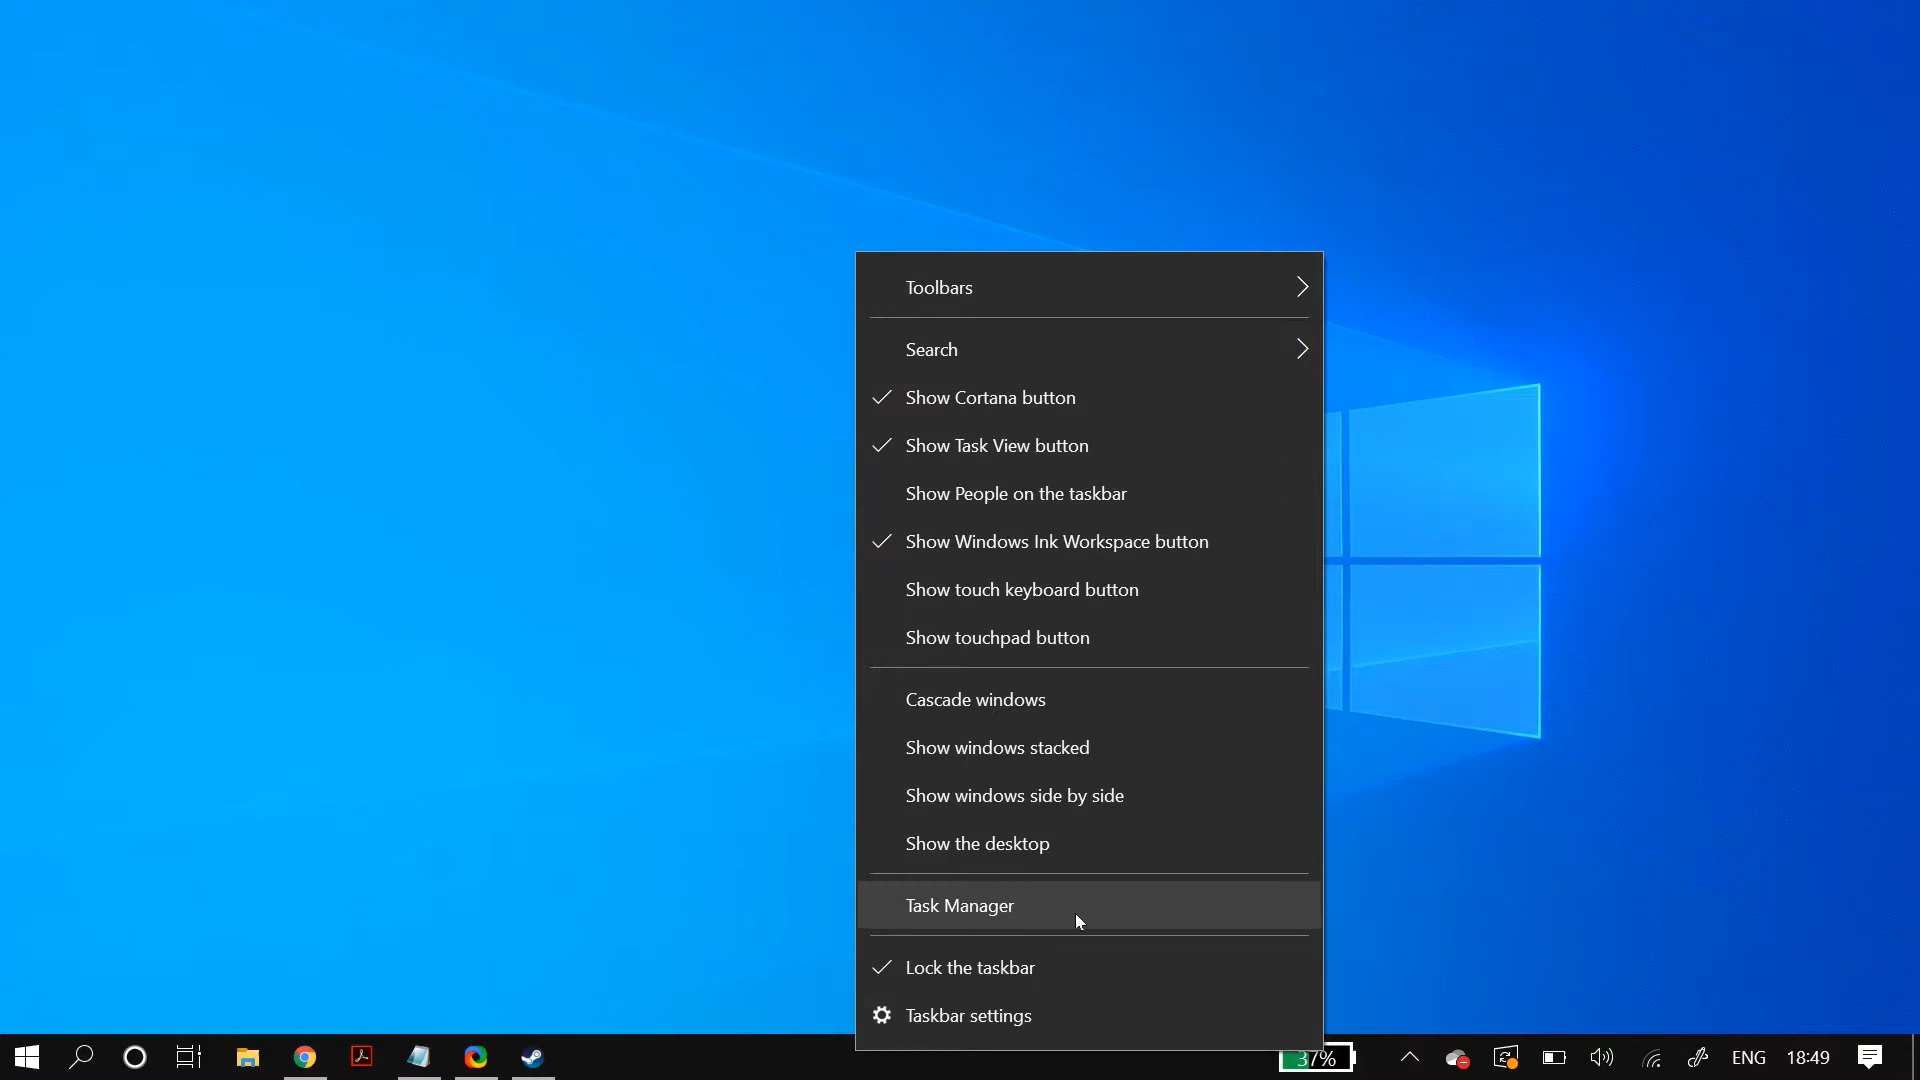 Toolbars
Search
Show Cortana button
Show Task View button
Show People on the taskbar
Show Windows Ink Workspace button
Show touch keyboard button
Show touchpad button
Cascade windows
Show windows stacked
Show windows side by side
Show the desktop
Task Manager
Lock the taskbar
Taskbar settings
37%
ENG
18:49